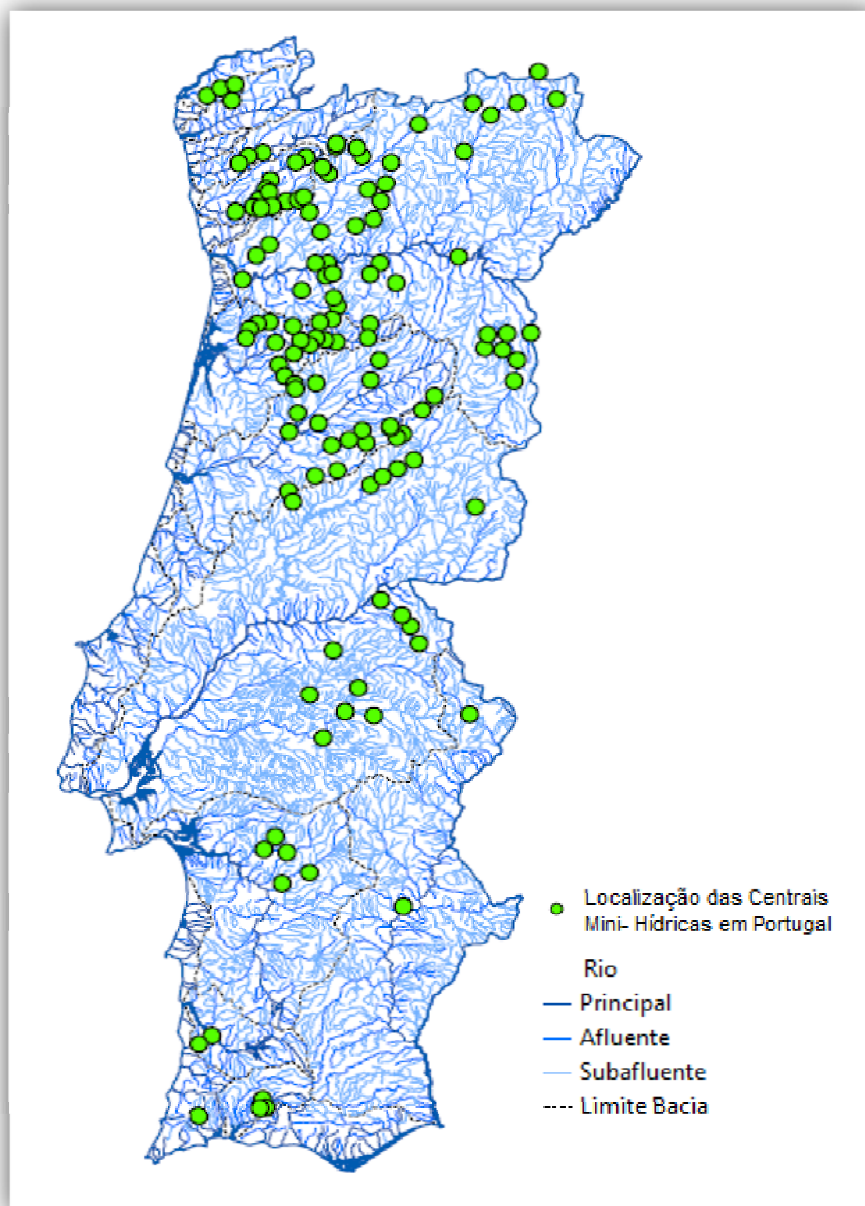 Localização das Centrais
Mini- Hídricas em Portugal
Rio
Principal
Afluente
Subafluente
Limite Bacia